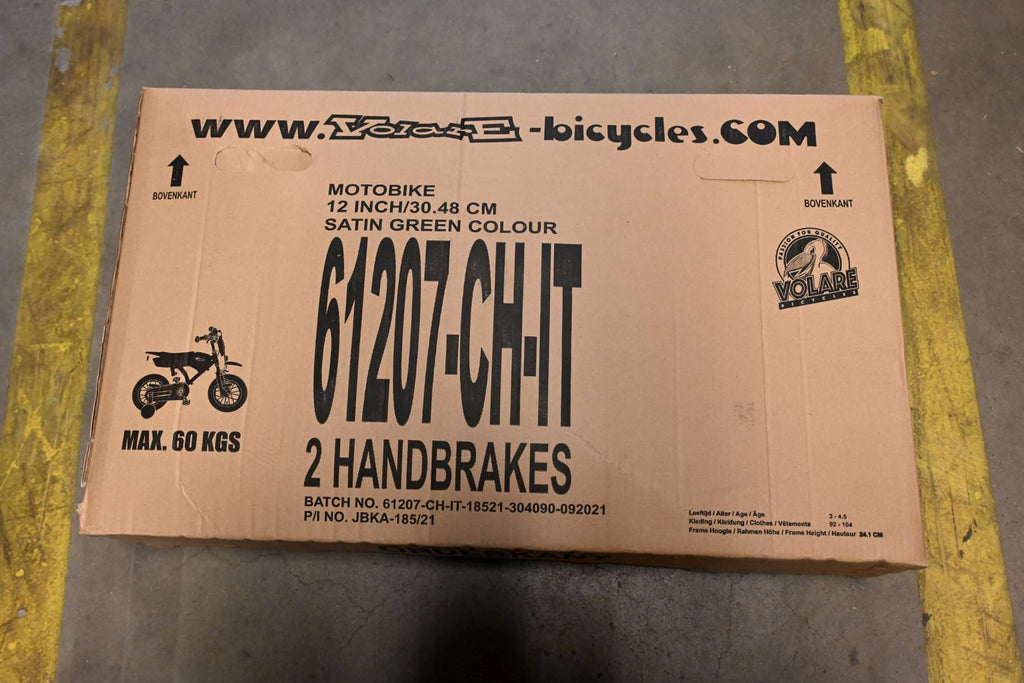 www.VolarE-bicycles.COM
BOVENKANT
BOVENKANT
MOTOBIKE
12 INCH/30.48 CM
SATIN GREEN COLOUR
61207-CH-IT
PASSION FOR QUALITY
VOLARE
BICYCLES
MAX. 60 KGS
2 HANDBRAKES
BATCH NO. 61207-CH-IT-18521-304090-092021
P/I NO. JBKA-185/21
Leeftijd / Alter / Age / Âge 3 - 4.5
Kleding / Kleidung / Clothes / Vêtements 92 - 104
Frame Hoogte / Rahmen Höhe / Frame Height / Hauteur 24.1 CM
ONDERKANT